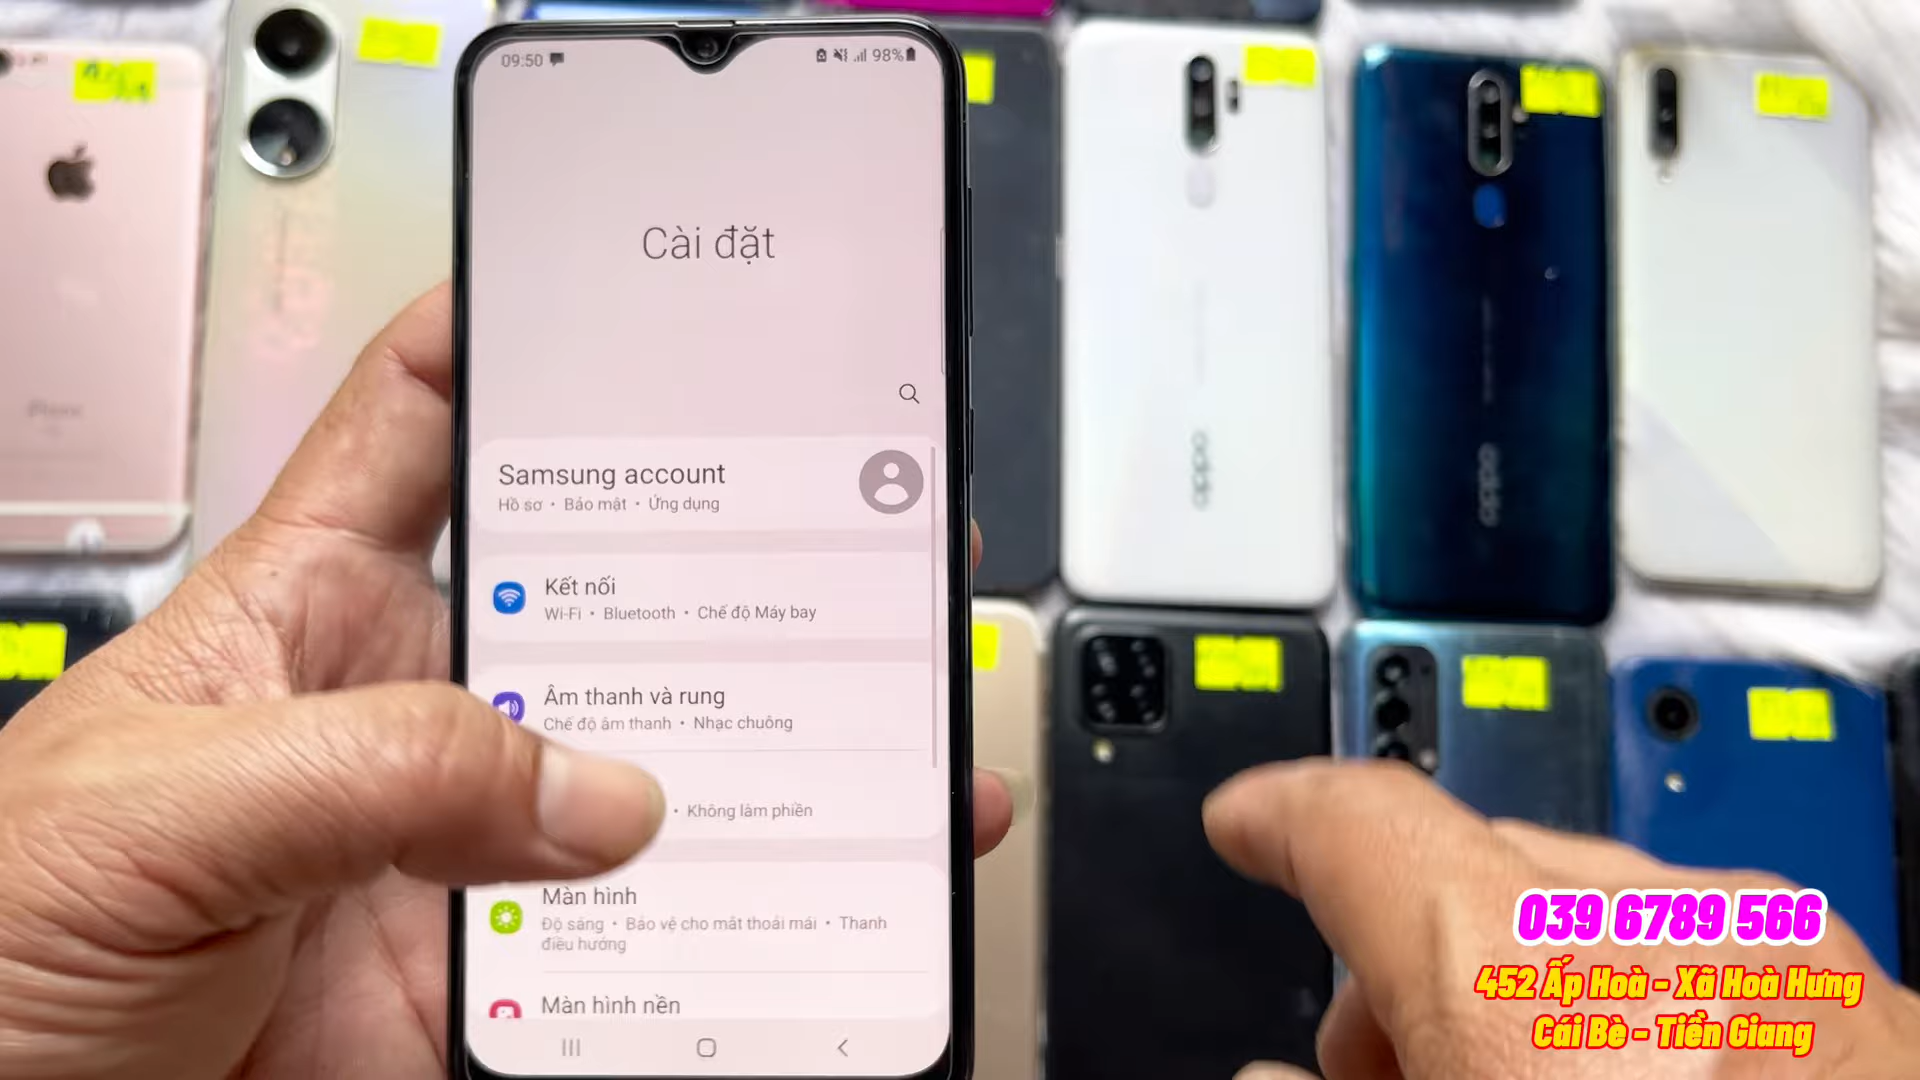 09:50
98%
Cài đặt
Samsung account
Hồ sơ • Bảo mật • Ứng dụng
Kết nối
Wi-Fi • Bluetooth • Chế độ Máy bay
Âm thanh và rung
Chế độ âm thanh • Nhạc chuông
• Không làm phiền
Màn hình
Độ sáng • Bảo vệ cho mắt thoải mái • Thanh
điều hướng
Màn hình nền
iPhone
oppo
oppo
039 6789 566
452 Ấp Hoà - Xã Hoà Hưng
Cái Bè - Tiền Giang